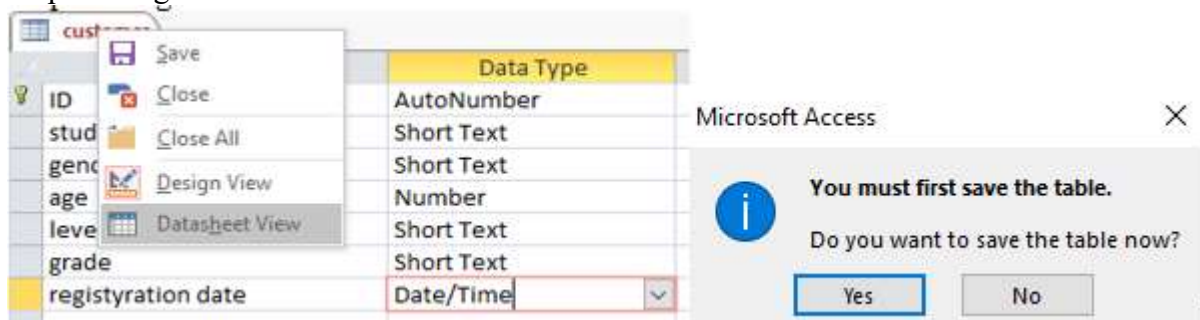 Save
Data Type
ID
Close
AutoNumber
stud
Close All
Short Text
gend
Design View
Short Text
age
Number
leve
Datasheet View
Short Text
grade
Short Text
registyration date
Date/Time
Microsoft Access
You must first save the table.
Do you want to save the table now?
Yes
No